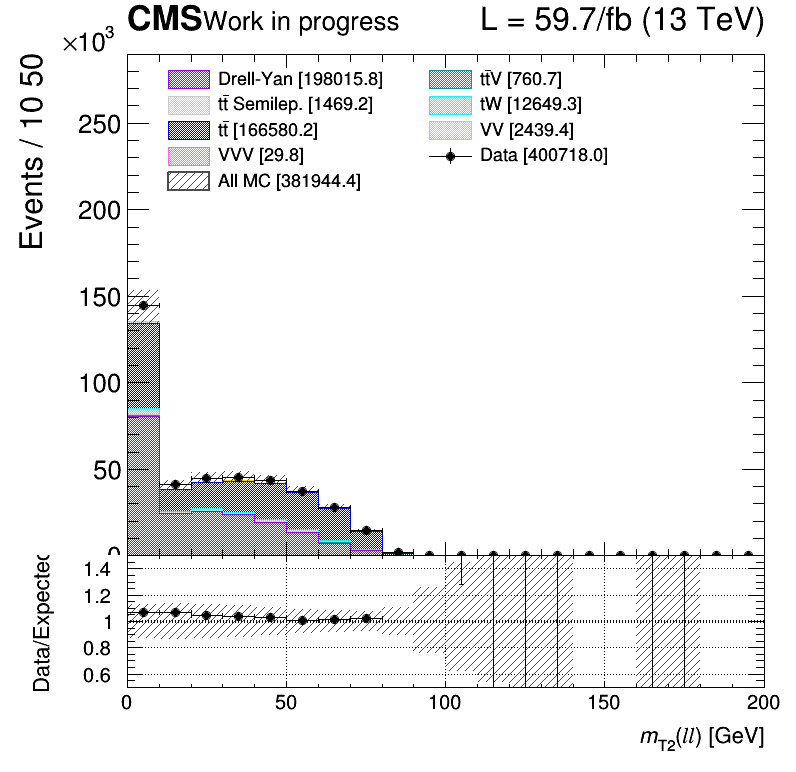 CMS Work in progress L = 59.7/fb (13 TeV)
×10³
Events / 10 50
Drell-Yan [198015.8]
tt̄ Semilep. [1469.2]
tt̄ [166580.2]
VVV [29.8]
All MC [381944.4]
tt̄V [760.7]
tW [12649.3]
VV [2439.4]
Data [400718.0]
250
200
150
100
50
0
Data/Expected
1.4
1.2
1
0.6
0.8
0 50 100 150 200
m_T2(ll) [GeV]